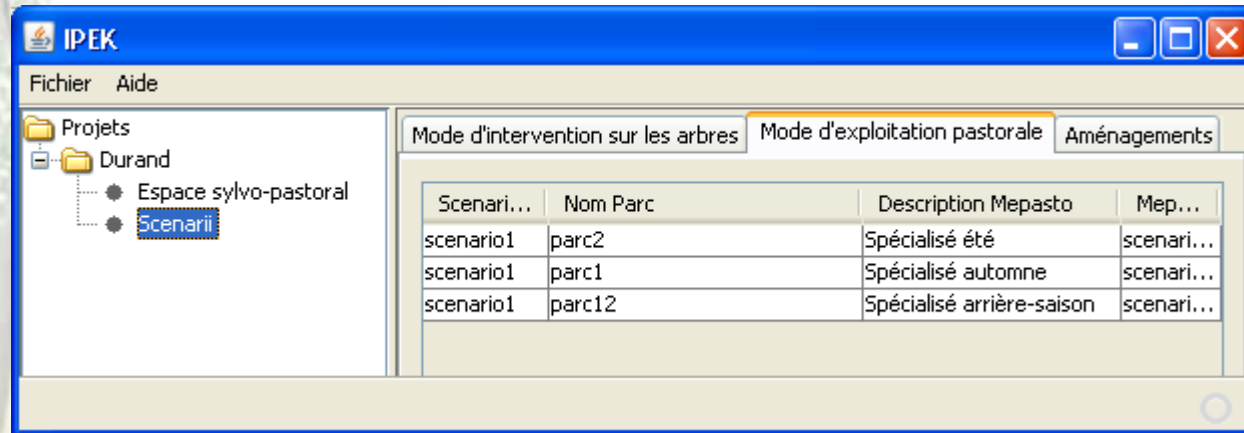 IPEK
Fichier Aide
Projets
Durand
Espace sylvo-pastoral
Scenarii
Mode d'intervention sur les arbres Mode d'exploitation pastorale Aménagements
Scenari... Nom Parc Description Mepasto Mep...
scenario1 parc2 Spécialisé été scenari...
scenario1 parc1 Spécialisé automne scenari...
scenario1 parc12 Spécialisé arrière-saison scenari...